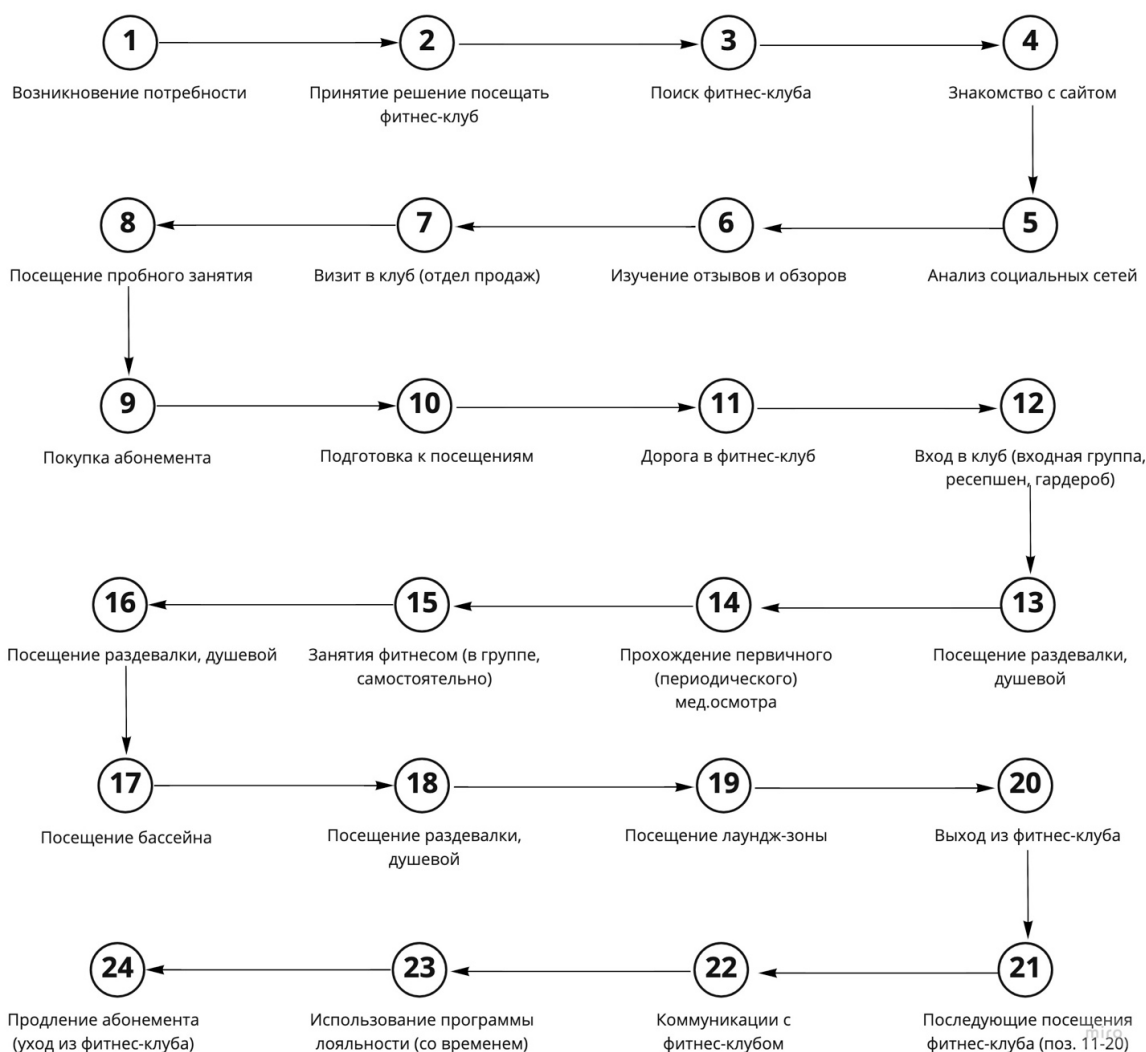 1
2
3
4
Возникновение потребности
Принятие решение посещать
фитнес-клуб
Поиск фитнес-клуба
Знакомство с сайтом
8
7
6
5
Посещение пробного занятия
Визит в клуб (отдел продаж)
Изучение отзывов и обзоров
Анализ социальных сетей
9
10
11
12
Покупка абонемента
Подготовка к посещениям
Дорога в фитнес-клуб
Вход в клуб (входная группа,
ресепшен, гардероб)
16
15
14
13
Посещение раздевалки, душевой
Занятия фитнесом (в группе,
самостоятельно)
Прохождение первичного
(периодического)
мед.осмотра
Посещение раздевалки,
душевой
17
18
19
20
Посещение бассейна
Посещение раздевалки,
душевой
Посещение лаундж-зоны
Выход из фитнес-клуба
24
23
22
21
Продление абонемента
(уход из фитнес-клуба)
Использование программы
лояльности (со временем)
Коммуникации с
фитнес-клубом
Последующие посещения
фитнес-клуба (поз. 11-20)
miro